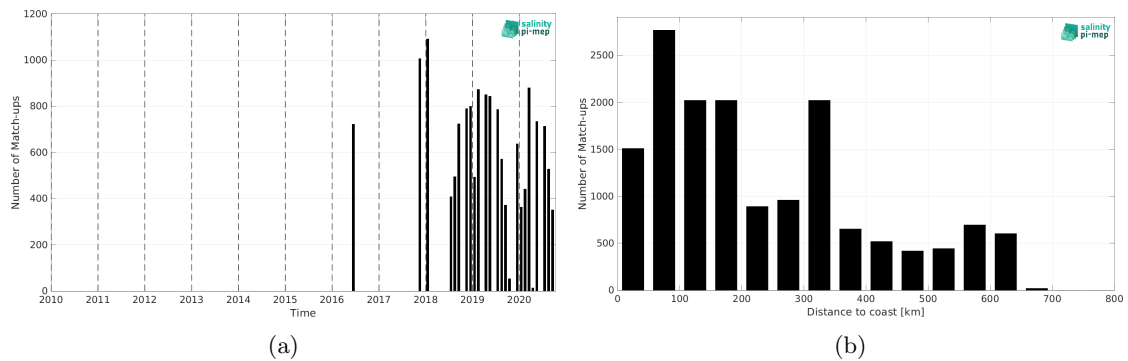 salinity
pi-mep
Number of Match-ups
1200
1000
800
600
400
200
0
2010 2011 2012 2013 2014 2015 2016 2017 2018 2019 2020
Time
(a)
salinity
pi-mep
Number of Match-ups
2500
2000
1500
1000
500
0
0 100 200 300 400 500 600 700 800
Distance to coast [km]
(b)